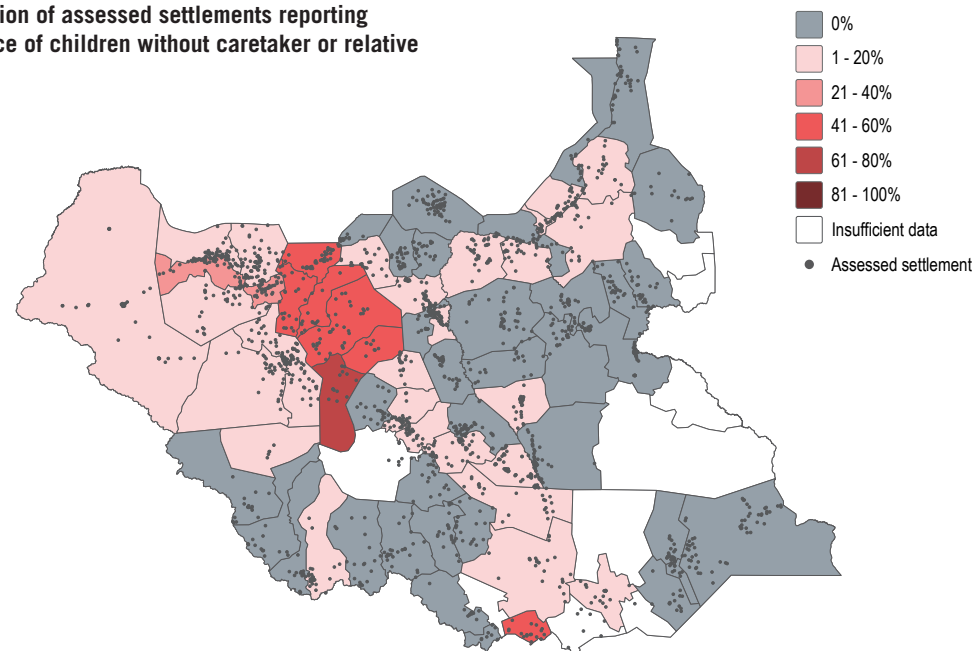 ion of assessed settlements reporting
ce of children without caretaker or relative
0%
1 - 20%
21 - 40%
41 - 60%
61 - 80%
81 - 100%
Insufficient data
Assessed settlement